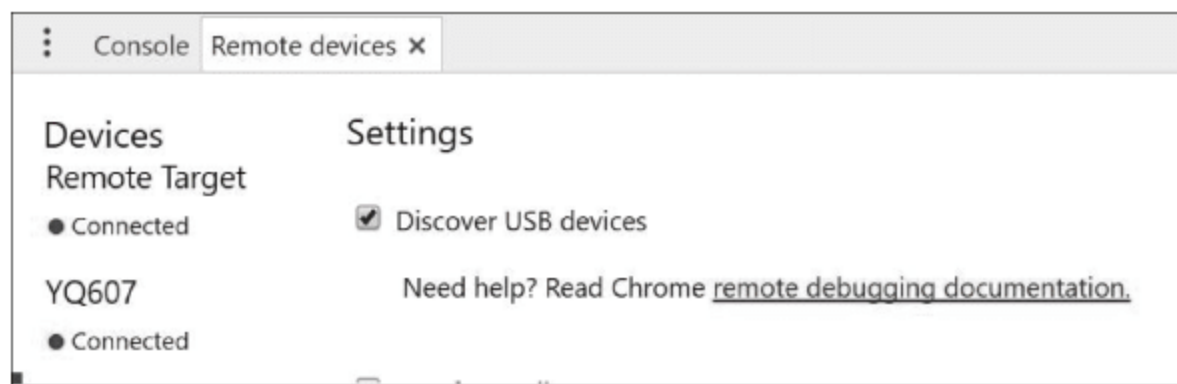 Console Remote devices ×
Devices
Remote Target
Connected
YQ607
Connected
Settings
Discover USB devices
Need help? Read Chrome remote debugging documentation.